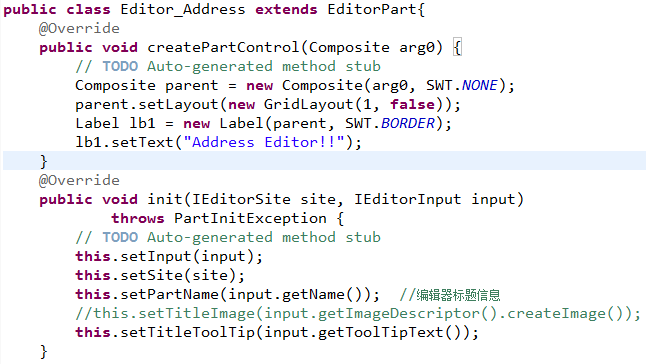 public class Editor_Address extends EditorPart{
@Override
public void createPartControl(Composite arg0) {
// TODO Auto-generated method stub
Composite parent = new Composite(arg0, SWT.NONE);
parent.setLayout(new GridLayout(1, false));
Label lb1 = new Label(parent, SWT.BORDER);
lb1.setText("Address Editor!!");
}
@Override
public void init(IEditorSite site, IEditorInput input)
throws PartInitException {
// TODO Auto-generated method stub
this.setInput(input);
this.setSite(site);
this.setPartName(input.getName()); //编辑器标题信息
//this.setTitleImage(input.getImageDescriptor().createImage());
this.setTitleToolTip(input.getToolTipText());
}